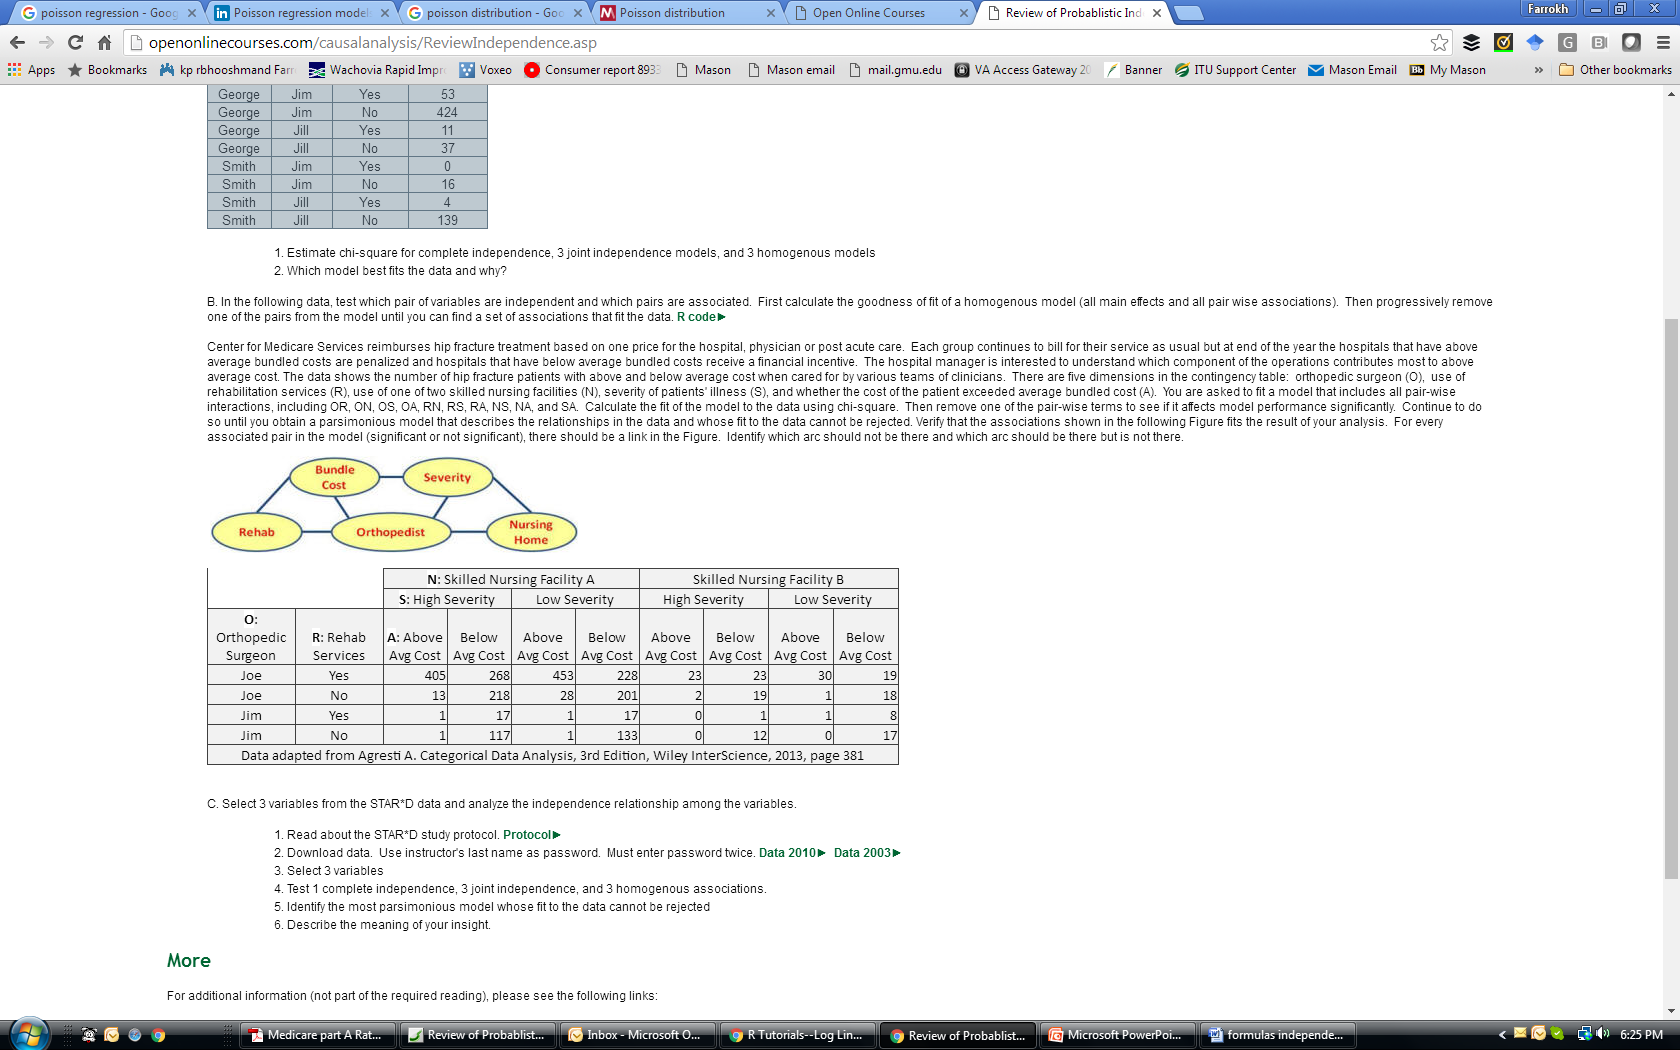 poisson regression - Goog
Poisson regression model
poisson distribution - Goo
Poisson distribution
Open Online Courses
Review of Probablistic Ind
Farrokh
openonlinecourses.com/causalanalysis/ReviewIndependence.asp
Apps
Bookmarks
kp rbhooshmand Farr
Wachovia Rapid Impr
Voxeo
Consumer report 8933
Mason
Mason email
mail.gmu.edu
VA Access Gateway 20
Banner
ITU Support Center
Mason Email
My Mason
»
Other bookmarks
George Jim Yes 53
George Jim No 424
George Jill Yes 11
George Jill No 37
Smith Jim Yes 0
Smith Jim No 16
Smith Jill Yes 4
Smith Jill No 139
1. Estimate chi-square for complete independence, 3 joint independence models, and 3 homogenous models
2. Which model best fits the data and why?
B. In the following data, test which pair of variables are independent and which pairs are associated. First calculate the goodness of fit of a homogenous model (all main effects and all pair wise associations). Then progressively remove
one of the pairs from the model until you can find a set of associations that fit the data. R code►
Center for Medicare Services reimburses hip fracture treatment based on one price for the hospital, physician or post acute care. Each group continues to bill for their service as usual but at end of the year the hospitals that have above
average bundled costs are penalized and hospitals that have below average bundled costs receive a financial incentive. The hospital manager is interested to understand which component of the operations contributes most to above
average cost. The data shows the number of hip fracture patients with above and below average cost when cared for by various teams of clinicians. There are five dimensions in the contingency table: orthopedic surgeon (O), use of
rehabilitation services (R), use of one of two skilled nursing facilities (N), severity of patients' illness (S), and whether the cost of the patient exceeded average bundled cost (A). You are asked to fit a model that includes all pair-wise
interactions, including OR, ON, OS, OA, RN, RS, RA, NS, NA, and SA. Calculate the fit of the model to the data using chi-square. Then remove one of the pair-wise terms to see if it affects model performance significantly. Continue to do
so until you obtain a parsimonious model that describes the relationships in the data and whose fit to the data cannot be rejected. Verify that the associations shown in the following Figure fits the result of your analysis. For every
associated pair in the model (significant or not significant), there should be a link in the Figure. Identify which arc should not be there and which arc should be there but is not there.
Bundle
Cost
Severity
Rehab
Orthopedist
Nursing
Home
N: Skilled Nursing Facility A Skilled Nursing Facility B
S: High Severity Low Severity High Severity Low Severity
O:
Orthopedic R: Rehab A: Above Below Above Below Above Below Above Below
Surgeon Services Avg Cost Avg Cost Avg Cost Avg Cost Avg Cost Avg Cost Avg Cost Avg Cost
Joe Yes 405 268 453 228 23 23 30 19
Joe No 13 218 28 201 2 19 1 18
Jim Yes 1 17 1 17 0 1 1 8
Jim No 1 117 1 133 0 12 0 17
Data adapted from Agresti A. Categorical Data Analysis, 3rd Edition, Wiley InterScience, 2013, page 381
C. Select 3 variables from the STAR*D data and analyze the independence relationship among the variables.
1. Read about the STAR*D study protocol. Protocol►
2. Download data. Use instructor's last name as password. Must enter password twice. Data 2010► Data 2003►
3. Select 3 variables
4. Test 1 complete independence, 3 joint independence, and 3 homogenous associations.
5. Identify the most parsimonious model whose fit to the data cannot be rejected
6. Describe the meaning of your insight.
More
For additional information (not part of the required reading), please see the following links:
Medicare part A Rat...
Review of Probablist...
Inbox - Microsoft O...
R Tutorials--Log Lin...
Review of Probablist...
Microsoft PowerPoi...
formulas independe...
6:25 PM